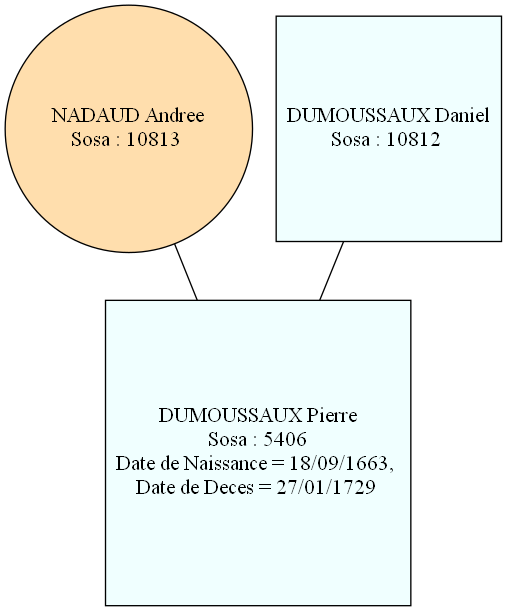 NADAUD Andree
Sosa : 10813
DUMOUSSAUX Daniel
Sosa : 10812
DUMOUSSAUX Pierre
Sosa : 5406
Date de Naissance = 18/09/1663,
Date de Deces = 27/01/1729